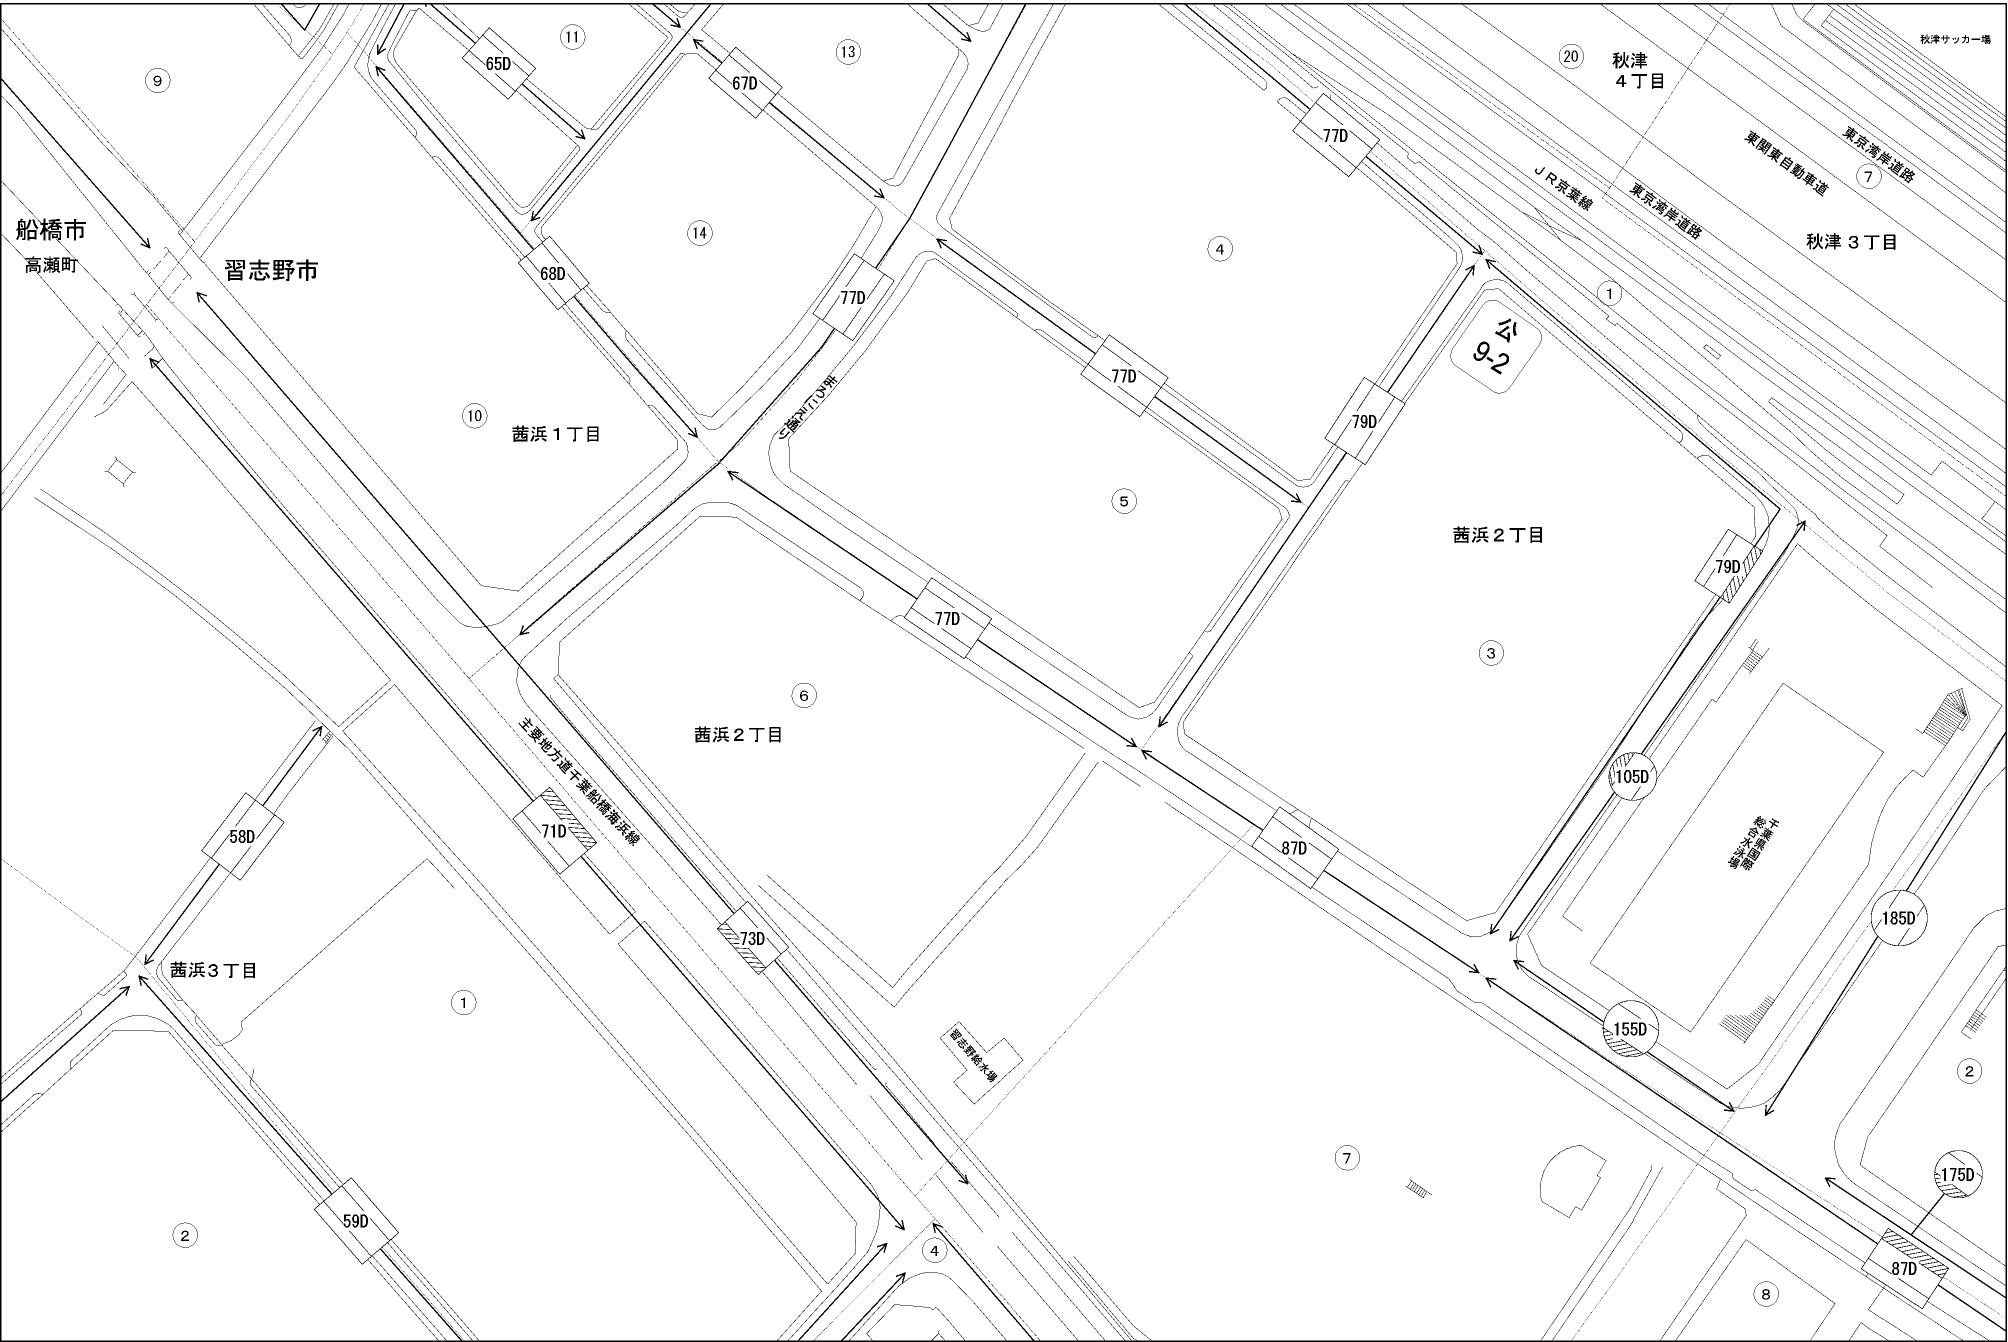 ⑪
⑬
⑳
秋津
４丁目
秋津サッカー場
⑨
65D
67D
77D
東京湾岸道路
東関東自動車道
⑦
ＪＲ京葉線
東京湾岸道路
船橋市
高瀬町
習志野市
⑭
④
秋津３丁目
68D
77D
①
公
9-2
77D
まろにえ通り
79D
⑩
茜浜１丁目
⑤
茜浜２丁目
79D
77D
③
⑥
茜浜２丁目
主要地方道千葉船橋海浜線
105D
58D
71D
87D
千葉県国際
総合水泳場
185D
73D
茜浜３丁目
①
155D
習志野給水場
②
⑦
175D
59D
②
④
87D
⑧